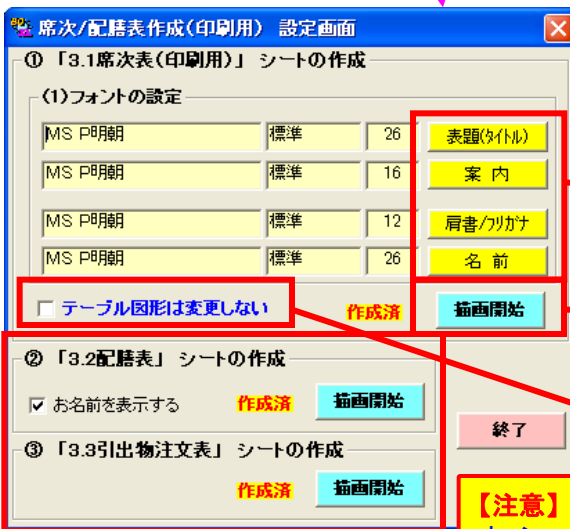 席次/配膳表作成(印刷用) 設定画面
① 「3.1席次表(印刷用)」 シートの作成
(1)フォントの設定
MS P明朝 標準 26 表題(ﾀｲﾄﾙ)
MS P明朝 標準 16 案 内
MS P明朝 標準 12 肩書/ﾌﾘｶﾞﾅ
MS P明朝 標準 26 名 前
テーブル図形は変更しない 作成済 描画開始
② 「3.2配膳表」 シートの作成
お名前を表示する 作成済 描画開始
終了
③ 「3.3引出物注文表」 シートの作成
作成済 描画開始
【注意】